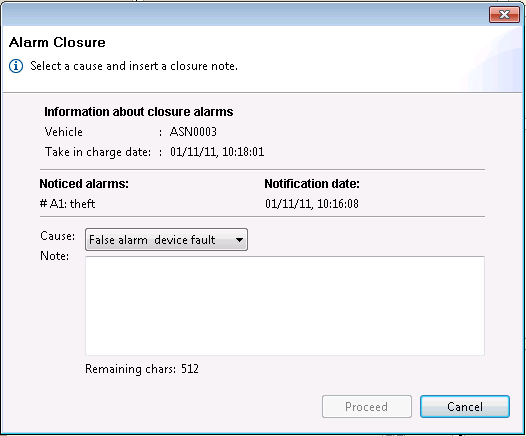 Alarm Closure
Select a cause and insert a closure note.
Information about closure alarms
Vehicle : ASN0003
Take in charge date: : 01/11/11, 10:18:01
Noticed alarms: Notification date:
# A1: theft 01/11/11, 10:16:08
Cause: False alarm device fault
Note:
Remaining chars: 512
Proceed Cancel